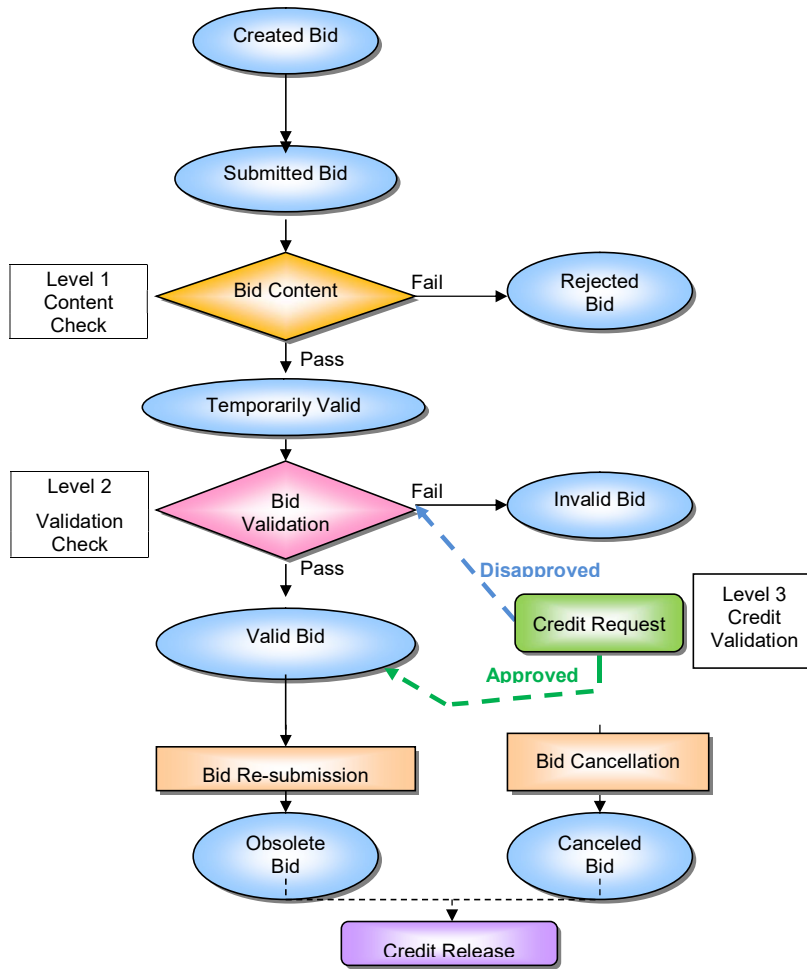 Created Bid
Submitted Bid
Level 1
Content
Check
Bid Content
Fail
Rejected
Bid
Pass
Temporarily Valid
Level 2
Validation
Check
Bid
Validation
Fail
Invalid Bid
Pass
Disapproved
Valid Bid
Credit Request
Level 3
Credit
Validation
Approved
Bid Re-submission
Bid Cancellation
Obsolete
Bid
Canceled
Bid
Credit Release